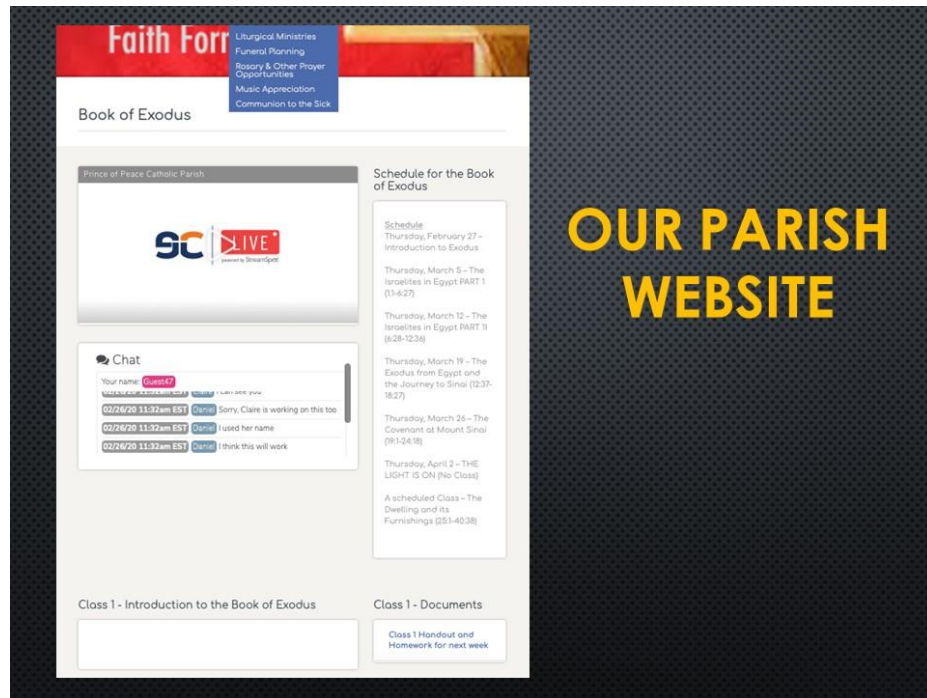 Faith Forr
Liturgical Ministries
Funeral Planning
Rosary & Other Prayer
Opportunities
Music Appreciation
Communion to the Sick
Book of Exodus
Prince of Peace Catholic Parish
SC LIVE
powered by StreamSpot
Chat
Your name: Guest47
I can see you
02/26/20 11:32am EST Daniel Sorry, Claire is working on this too
02/26/20 11:32am EST Daniel I used her name
02/26/20 11:32am EST Daniel I think this will work
Schedule for the Book
of Exodus
Schedule
Thursday, February 27 –
Introduction to Exodus
Thursday, March 5 – The
Israelites in Egypt PART 1
(1:1-6:27)
Thursday, March 12 – The
Israelites in Egypt PART II
(6:28-12:36)
Thursday, March 19 – The
Exodus from Egypt and
the Journey to Sinai (12:37-
18:27)
Thursday, March 26 – The
Covenant at Mount Sinai
(19:1-24:18)
Thursday, April 2 – THE
LIGHT IS ON (No Class)
A scheduled Class – The
Dwelling and its
Furnishings (25:1-40:38)
Class 1 - Introduction to the Book of Exodus
Class 1 - Documents
Class 1 Handout and
Homework for next week
OUR PARISH
WEBSITE